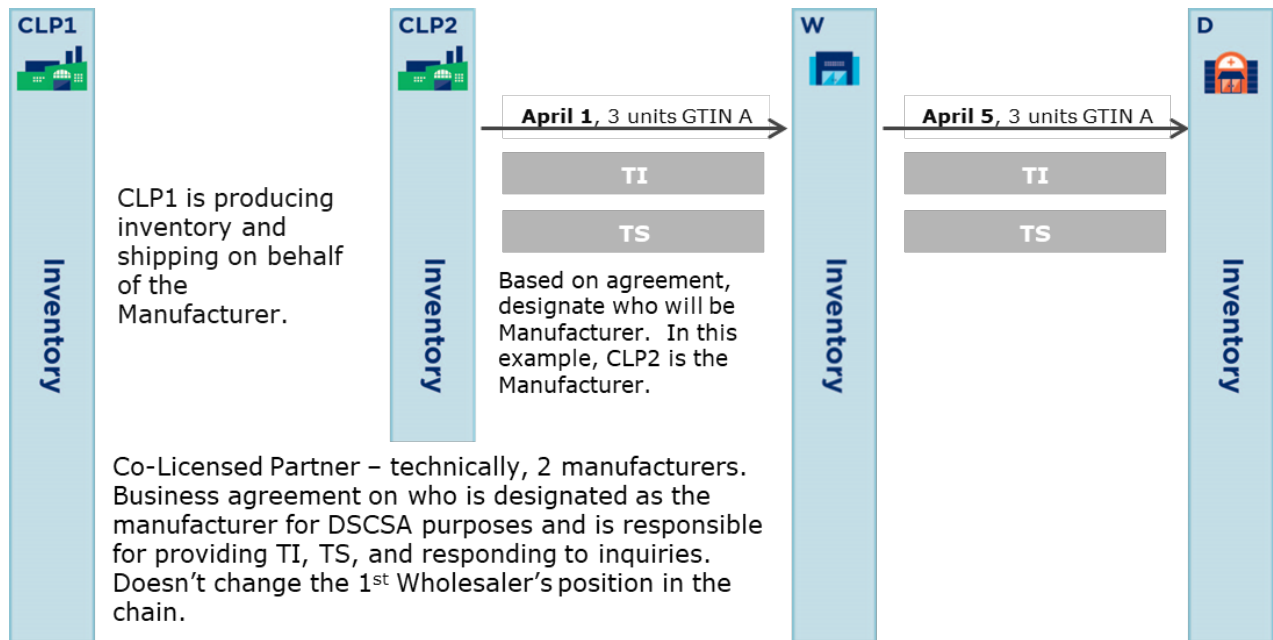 CLP1
CLP2
W
D
April 1, 3 units GTIN A
April 5, 3 units GTIN A
TI
TI
TS
TS
CLP1 is producing
inventory and
shipping on behalf
of the
Manufacturer.
Based on agreement,
designate who will be
Manufacturer.  In this
example, CLP2 is the
Manufacturer.
Inventory
Inventory
Inventory
Inventory
Co-Licensed Partner – technically, 2 manufacturers.
Business agreement on who is designated as the
manufacturer for DSCSA purposes and is responsible
for providing TI, TS, and responding to inquiries.
Doesn’t change the 1st Wholesaler’s position in the
chain.